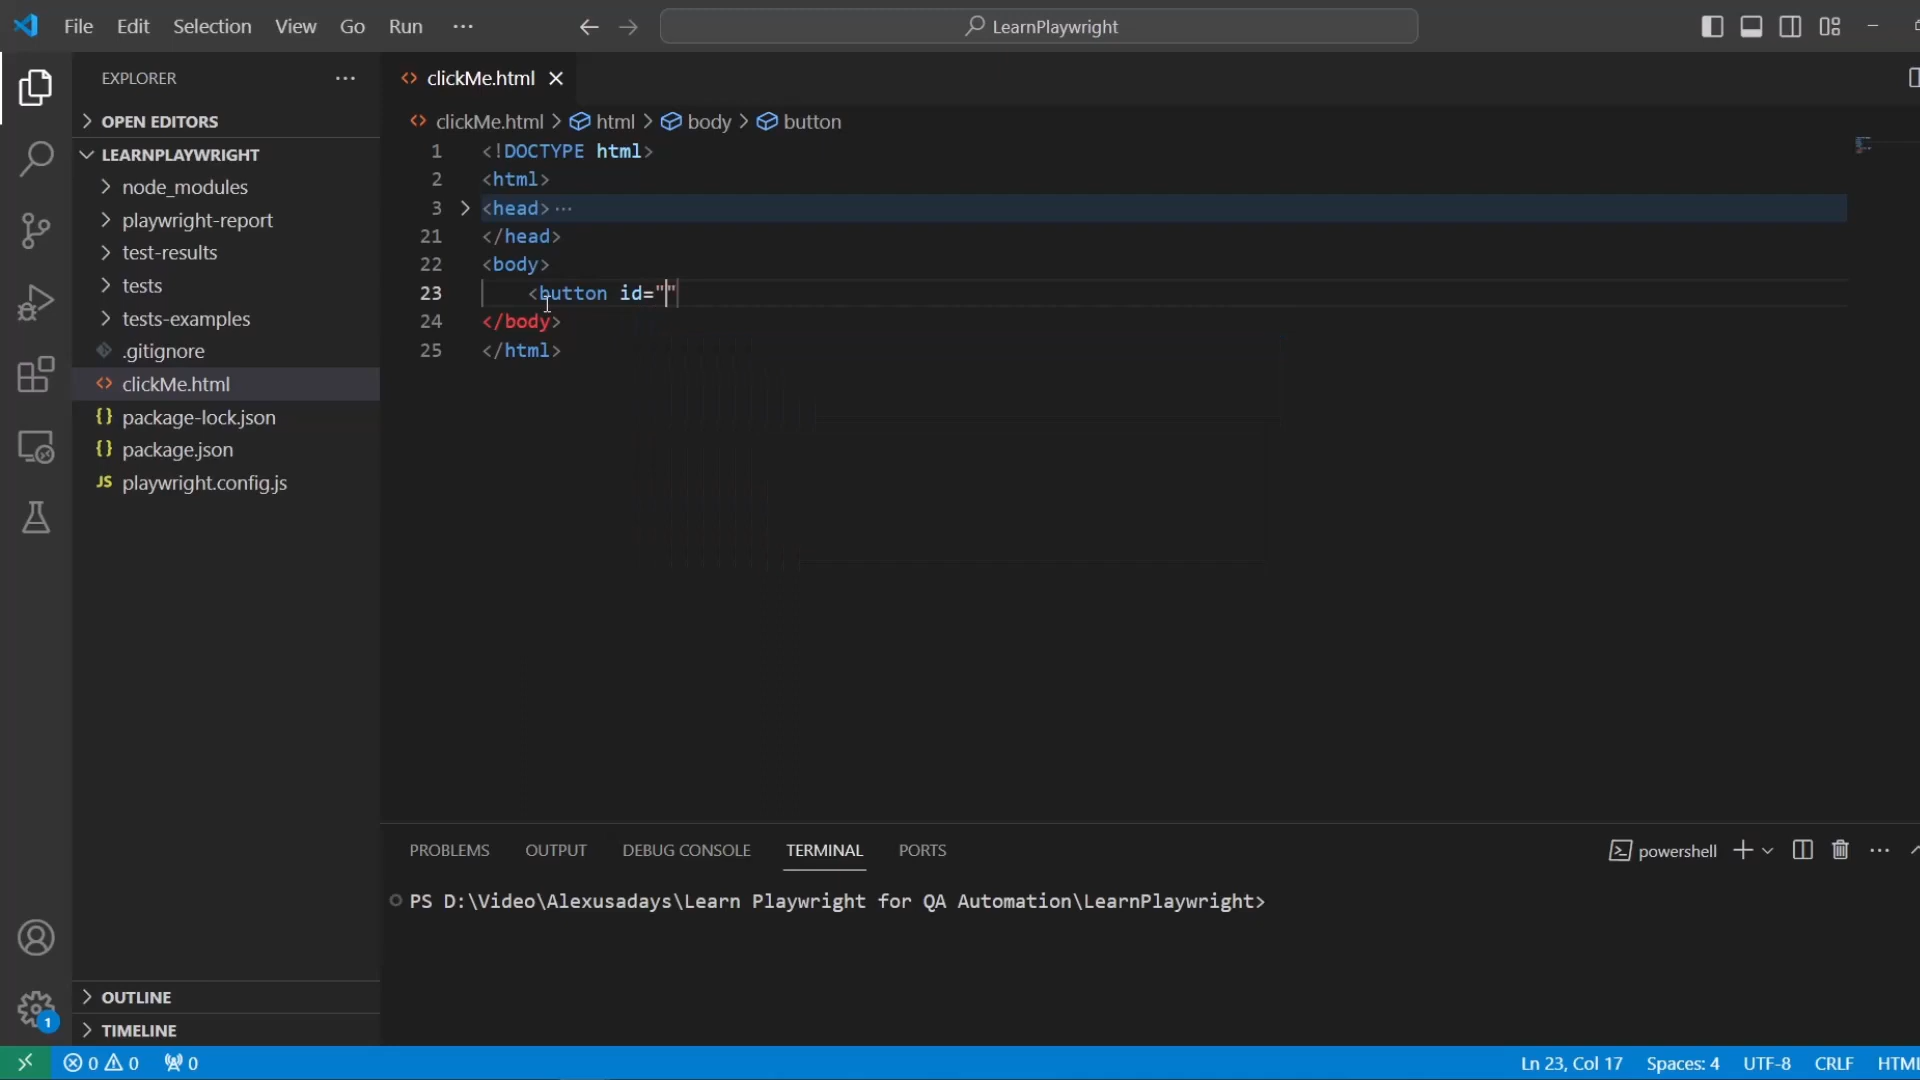 File Edit Selection View Go Run ···
LearnPlaywright
EXPLORER ···
OPEN EDITORS
LEARNPLAYWRIGHT
node_modules
playwright-report
test-results
tests
tests-examples
.gitignore
clickMe.html
package-lock.json
package.json
JS playwright.config.js
OUTLINE
TIMELINE
clickMe.html
clickMe.html > html > body > button
1 <!DOCTYPE html>
2 <html>
3 <head>···
21 </head>
22 <body>
23 <button id=""
24 </body>
25 </html>
PROBLEMS OUTPUT DEBUG CONSOLE TERMINAL PORTS
powershell
PS D:\Video\Alexusadays\Learn Playwright for QA Automation\LearnPlaywright>
1
0 0 0
Ln 23, Col 17 Spaces: 4 UTF-8 CRLF HTML